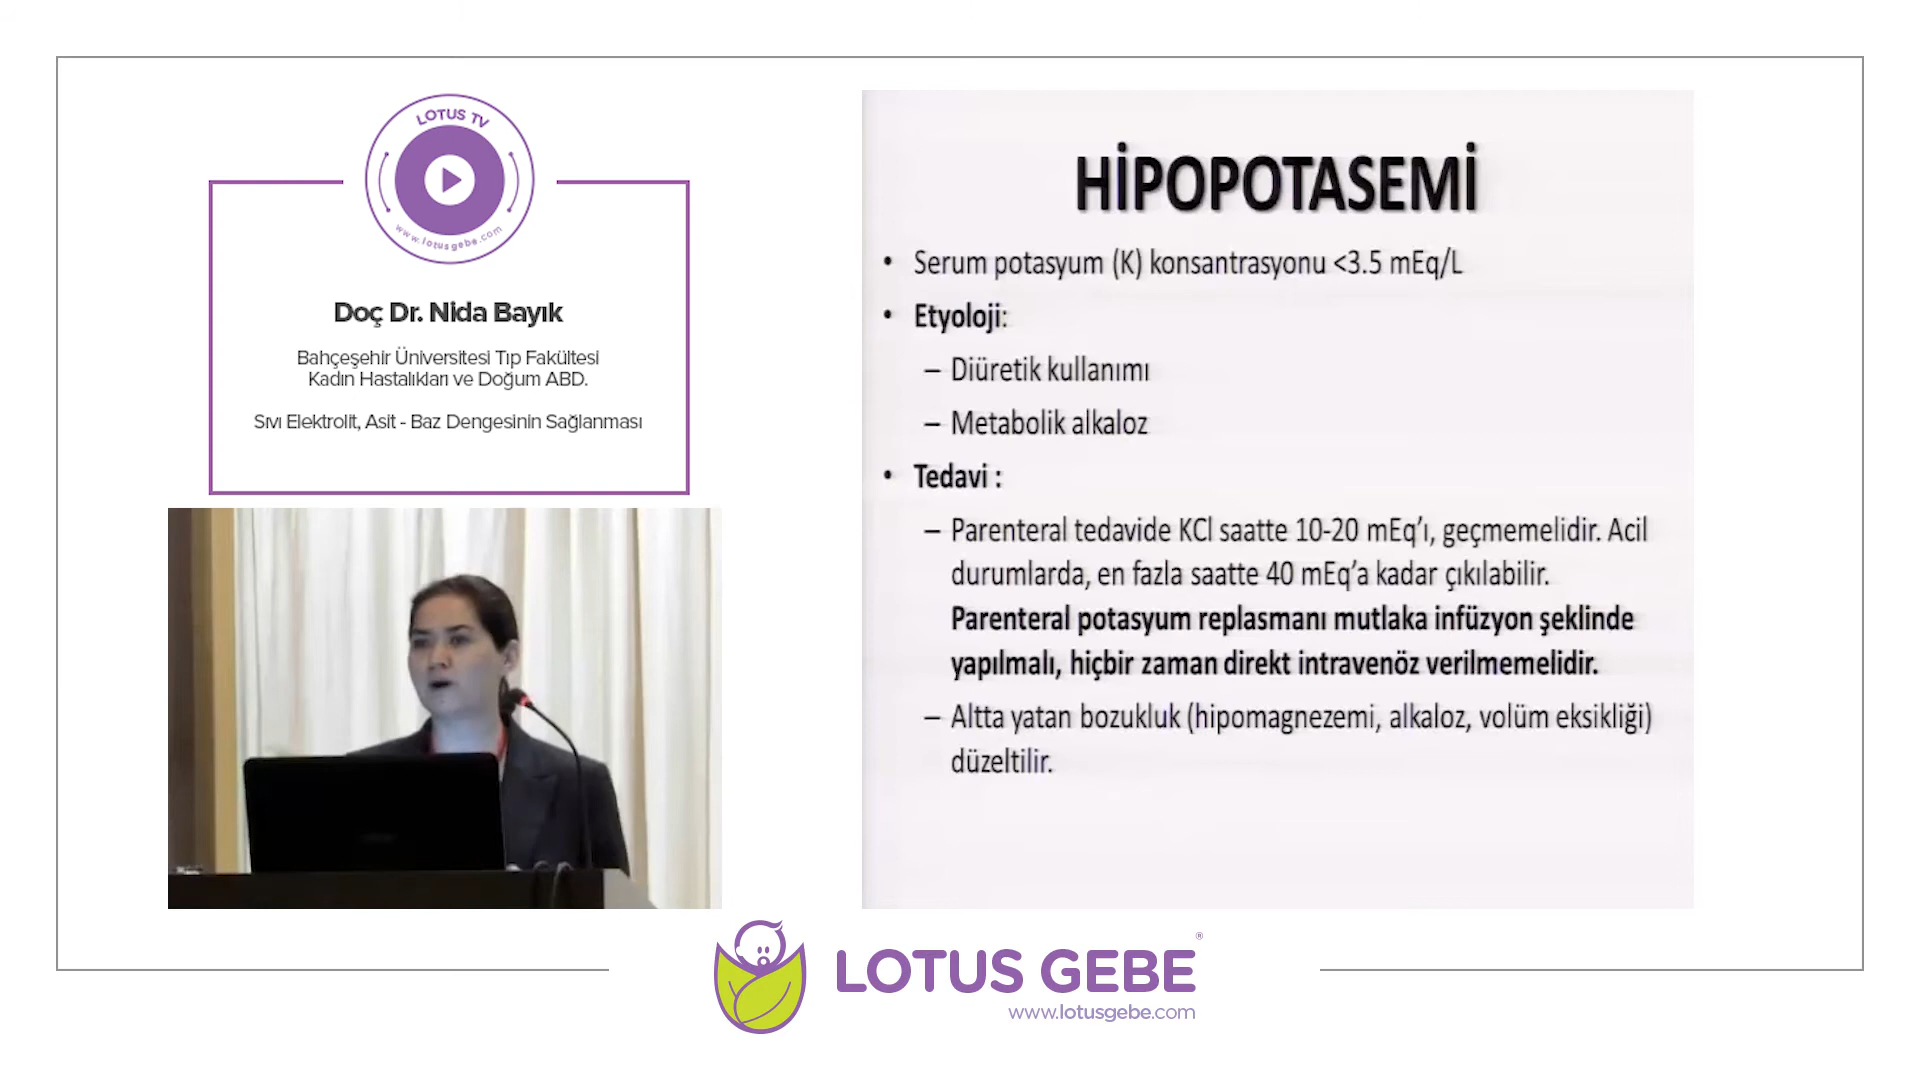 LOTUS TV
www.lotusgebe.com
Doç Dr. Nida Bayık
Bahçeşehir Üniversitesi Tıp Fakültesi
Kadın Hastalıkları ve Doğum ABD.
Sıvı Elektrolit, Asit - Baz Dengesinin Sağlanması
HİPOPOTASEMİ
• Serum potasyum (K) konsantrasyonu <3.5 mEq/L
• Etyoloji:
– Diüretik kullanımı
– Metabolik alkaloz
• Tedavi :
– Parenteral tedavide KCl saatte 10-20 mEq’ı, geçmemelidir. Acil
durumlarda, en fazla saatte 40 mEq’a kadar çıkılabilir.
Parenteral potasyum replasmanı mutlaka infüzyon şeklinde
yapılmalı, hiçbir zaman direkt intravenöz verilmemelidir.
– Altta yatan bozukluk (hipomagnezemi, alkaloz, volüm eksikliği)
düzeltilir.
LOTUS GEBE®
www.lotusgebe.com